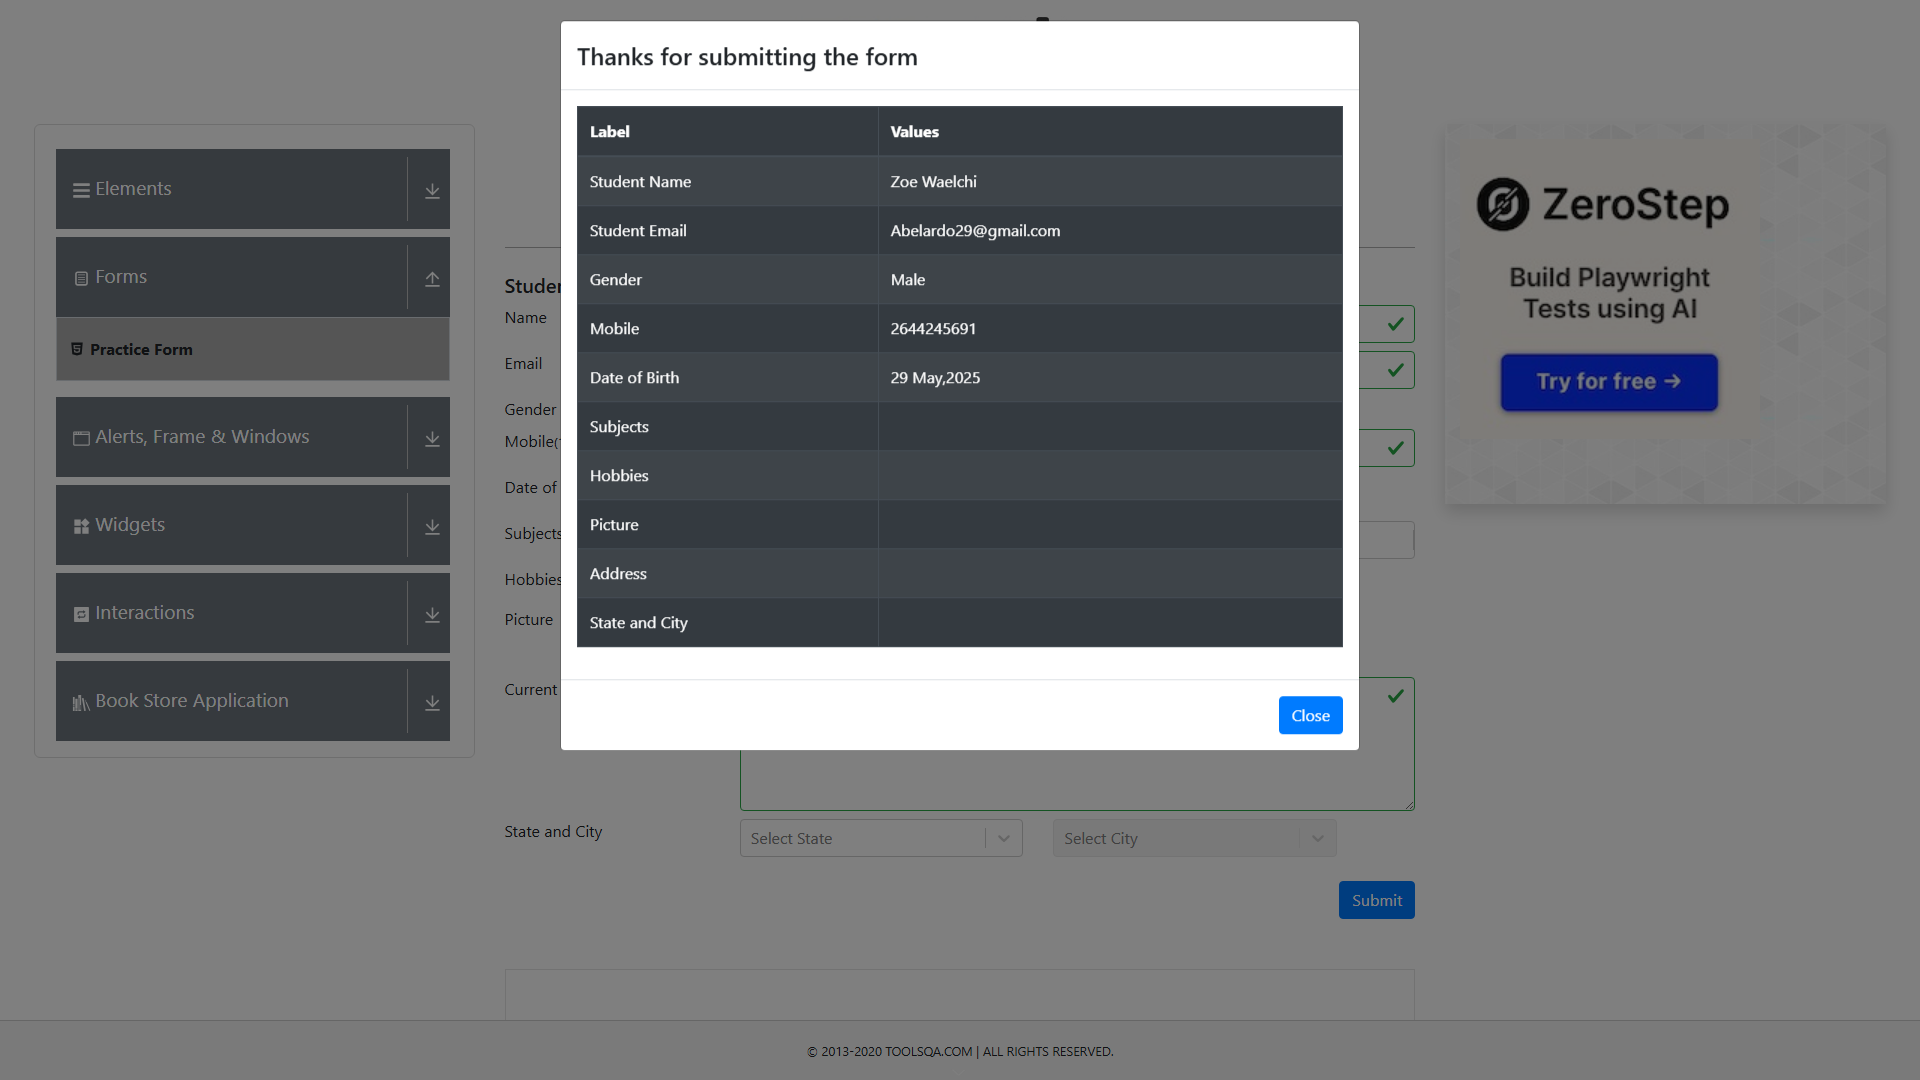 Thanks for submitting the form
Label Values
Student Name Zoe Waelchi
Student Email Abelardo29@gmail.com
Gender Male
Mobile 2644245691
Date of Birth 29 May,2025
Subjects
Hobbies
Picture
Address
State and City
Close
Elements
Forms
Practice Form
Alerts, Frame & Windows
Widgets
Interactions
Book Store Application
Name
Email
Gender
Date of
Subjects
Hobbies
Picture
Current
State and City
Select State
Select City
Submit
ZeroStep
Build Playwright
Tests using AI
Try for free →
© 2013-2020 TOOLSQA.COM | ALL RIGHTS RESERVED.